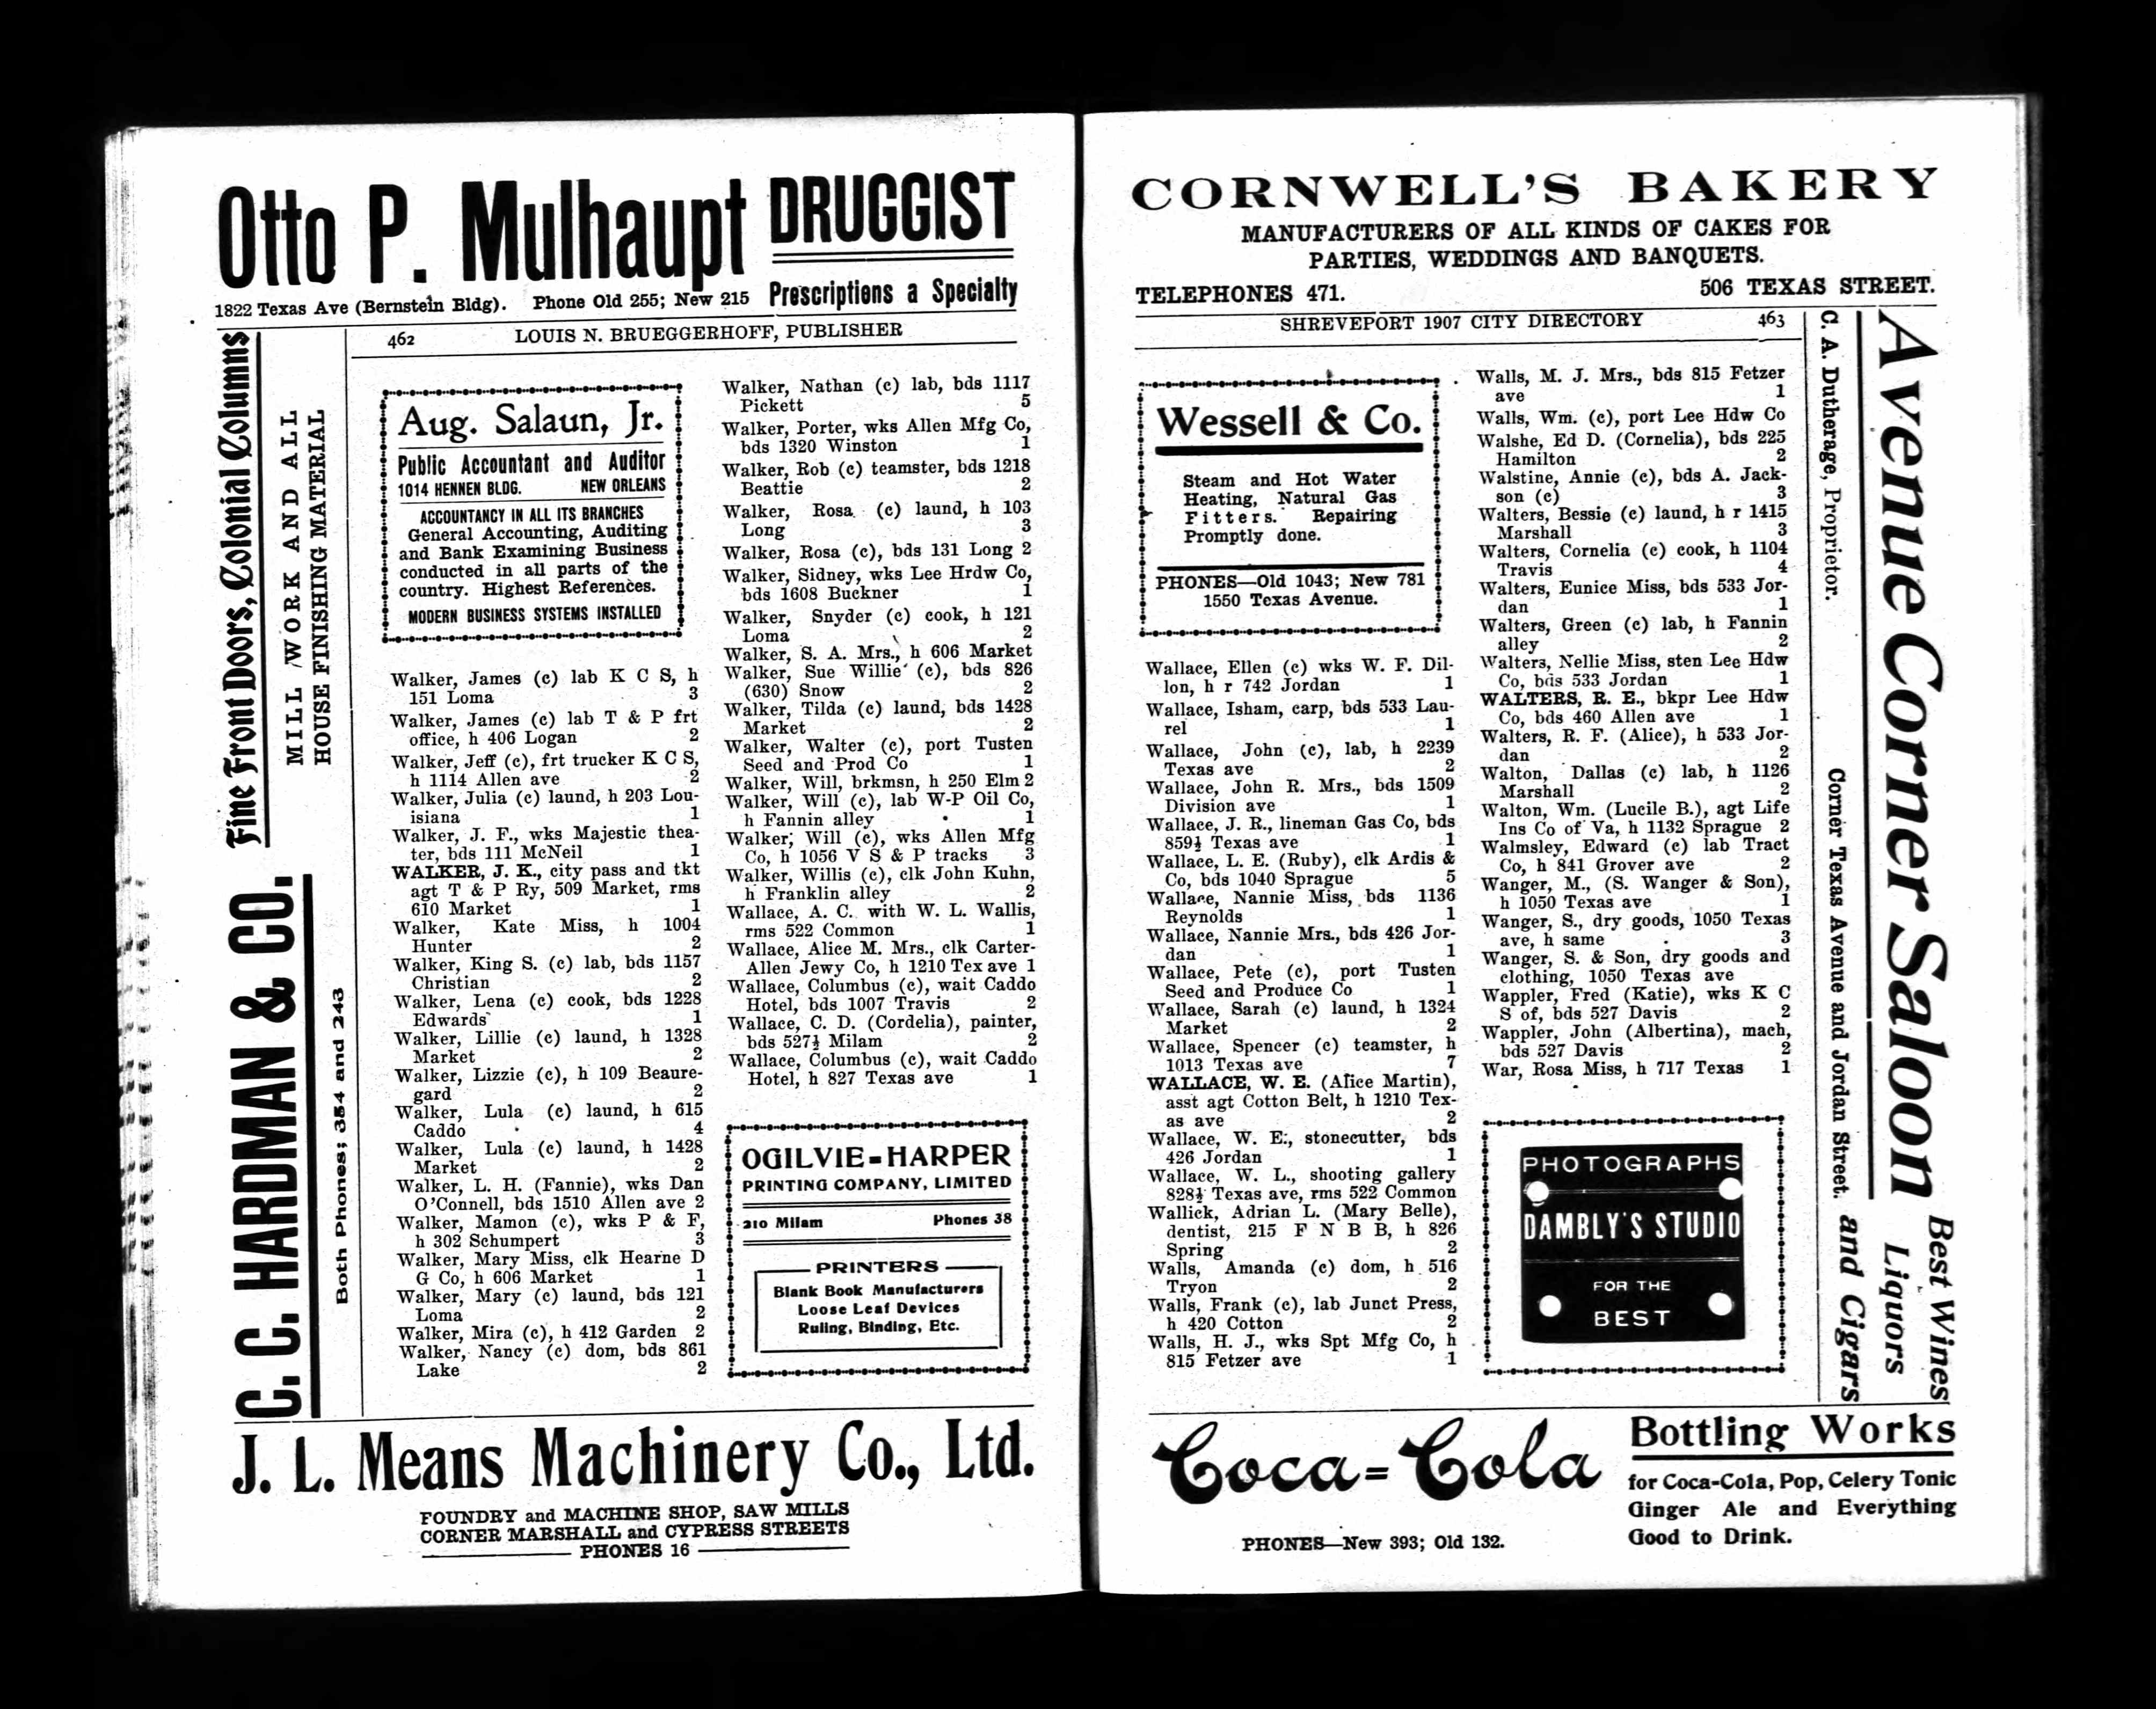 Otto P. Mulhaupt DRUGGIST
1822 Texas Ave (Bernstein Bldg). Phone Old 255; New 215 Prescriptions a Specialty
462 LOUIS N. BRUEGGERHOFF, PUBLISHER
C. C. HARDMAN & CO. Fine Front Doors, Colonial Columns
MILL WORK AND ALL
HOUSE FINISHING MATERIAL
Both Phones; 354 and 243
Aug. Salaun, Jr.
Public Accountant and Auditor
1014 HENNEN BLDG. NEW ORLEANS
ACCOUNTANCY IN ALL ITS BRANCHES
General Accounting, Auditing
and Bank Examining Business
conducted in all parts of the
country. Highest References.
MODERN BUSINESS SYSTEMS INSTALLED
Walker, James (c) lab K C S, h
151 Loma 3
Walker, James (c) lab T & P frt
office, h 406 Logan 2
Walker, Jeff (c), frt trucker K C S,
h 1114 Allen ave 2
Walker, Julia (c) laund, h 203 Lou-
isiana 1
Walker, J. F., wks Majestic thea-
ter, bds 111 McNeil 1
WALKER, J. K., city pass and tkt
agt T & P Ry, 509 Market, rms
610 Market 1
Walker, Kate Miss, h 1004
Hunter 2
Walker, King S. (c) lab, bds 1157
Christian 2
Walker, Lena (c) cook, bds 1228
Edwards 1
Walker, Lillie (c) laund, h 1328
Market 2
Walker, Lizzie (c), h 109 Beaure-
gard 2
Walker, Lula (c) laund, h 615
Caddo 4
Walker, Lula (c) laund, h 1428
Market 2
Walker, L. H. (Fannie), wks Dan
O'Connell, bds 1510 Allen ave 2
Walker, Mamon (c), wks P & F,
h 302 Schumpert 3
Walker, Mary Miss, clk Hearne D
G Co, h 606 Market 1
Walker, Mary (c) laund, bds 121
Loma 2
Walker, Mira (c), h 412 Garden 2
Walker, Nancy (c) dom, bds 861
Lake 2
Walker, Nathan (c) lab, bds 1117
Pickett 5
Walker, Porter, wks Allen Mfg Co,
bds 1320 Winston 1
Walker, Rob (c) teamster, bds 1218
Beattie 2
Walker, Rosa (c) laund, h 103
Long 3
Walker, Rosa (c), bds 131 Long 2
Walker, Sidney, wks Lee Hrdw Co,
bds 1608 Buckner 1
Walker, Snyder (c) cook, h 121
Loma 2
Walker, S. A. Mrs., h 606 Market
Walker, Sue Willie (c), bds 826
(630) Snow 2
Walker, Tilda (c) laund, bds 1428
Market 2
Walker, Walter (c), port Tusten
Seed and Prod Co 1
Walker, Will, brkmsn, h 250 Elm 2
Walker, Will (c), lab W-P Oil Co,
h Fannin alley 1
Walker, Will (c), wks Allen Mfg
Co, h 1056 V S & P tracks 3
Walker, Willis (c), clk John Kuhn,
h Franklin alley 2
Wallace, A. C. with W. L. Wallis,
rms 522 Common 1
Wallace, Alice M. Mrs., clk Carter-
Allen Jewy Co, h 1210 Tex ave 1
Wallace, Columbus (c), wait Caddo
Hotel, bds 1007 Travis 2
Wallace, C. D. (Cordelia), painter,
bds 527½ Milam 2
Wallace, Columbus (c), wait Caddo
Hotel, h 827 Texas ave 1
OGILVIE-HARPER
PRINTING COMPANY, LIMITED
210 Milam Phones 38
PRINTERS
Blank Book Manufacturers
Loose Leaf Devices
Ruling, Binding, Etc.
J. L. Means Machinery Co., Ltd.
FOUNDRY and MACHINE SHOP, SAW MILLS
CORNER MARSHALL and CYPRESS STREETS
PHONES 16
CORNWELL'S BAKERY
MANUFACTURERS OF ALL KINDS OF CAKES FOR
PARTIES, WEDDINGS AND BANQUETS.
TELEPHONES 471. 506 TEXAS STREET.
SHREVEPORT 1907 CITY DIRECTORY 463
Wessell & Co.
Steam and Hot Water
Heating, Natural Gas
Fitters. Repairing
Promptly done.
PHONES—Old 1043; New 781
1550 Texas Avenue.
Wallace, Ellen (c) wks W. F. Dil-
lon, h r 742 Jordan 1
Wallace, Isham, carp, bds 533 Lau-
rel 1
Wallace, John (c), lab, h 2239
Texas ave 2
Wallace, John R. Mrs., bds 1509
Division ave 1
Wallace, J. R., lineman Gas Co, bds
859½ Texas ave 1
Wallace, L. E. (Ruby), clk Ardis &
Co, bds 1040 Sprague 5
Wallace, Nannie Miss, bds 1136
Reynolds 1
Wallace, Nannie Mrs., bds 426 Jor-
dan 1
Wallace, Pete (c), port Tusten
Seed and Produce Co 1
Wallace, Sarah (c) laund, h 1324
Market 2
Wallace, Spencer (c) teamster, h
1013 Texas ave 7
WALLACE, W. E. (Alice Martin),
asst agt Cotton Belt, h 1210 Tex-
as ave 2
Wallace, W. E., stonecutter, bds
426 Jordan 1
Wallace, W. L., shooting gallery
828½ Texas ave, rms 522 Common
Wallick, Adrian L. (Mary Belle),
dentist, 215 F N B B, h 826
Spring 2
Walls, Amanda (c) dom, h 516
Tryon 2
Walls, Frank (c), lab Junct Press,
h 420 Cotton 2
Walls, H. J., wks Spt Mfg Co, h
815 Fetzer ave 1
Walls, M. J. Mrs., bds 815 Fetzer
ave 1
Walls, Wm. (c), port Lee Hdw Co
Walshe, Ed D. (Cornelia), bds 225
Hamilton 2
Walstine, Annie (c), bds A. Jack-
son (c) 3
Walters, Bessie (c) laund, h r 1415
Marshall 3
Walters, Cornelia (c) cook, h 1104
Travis 4
Walters, Eunice Miss, bds 533 Jor-
dan 1
Walters, Green (c) lab, h Fannin
alley 2
Walters, Nellie Miss, sten Lee Hdw
Co, bds 533 Jordan 1
WALTERS, R. E., bkpr Lee Hdw
Co, bds 460 Allen ave 1
Walters, R. F. (Alice), h 533 Jor-
dan 2
Walton, Dallas (c) lab, h 1126
Marshall 2
Walton, Wm. (Lucile B.), agt Life
Ins Co of Va, h 1132 Sprague 2
Walmsley, Edward (c) lab Tract
Co, h 841 Grover ave 2
Wanger, M., (S. Wanger & Son),
h 1050 Texas ave 1
Wanger, S., dry goods, 1050 Texas
ave, h same 3
Wanger, S. & Son, dry goods and
clothing, 1050 Texas ave
Wappler, Fred (Katie), wks K C
S of, bds 527 Davis 2
Wappler, John (Albertina), mach,
bds 527 Davis 2
War, Rosa Miss, h 717 Texas 1
PHOTOGRAPHS
DAMBLY'S STUDIO
FOR THE
BEST
C. A. Dutherage, Proprietor. Corner Texas Avenue and Jordan Street.
Avenue Corner Saloon
Best Wines
Liquors
and Cigars
Coca=Cola
PHONES—New 393; Old 132.
Bottling Works
for Coca-Cola, Pop, Celery Tonic
Ginger Ale and Everything
Good to Drink.